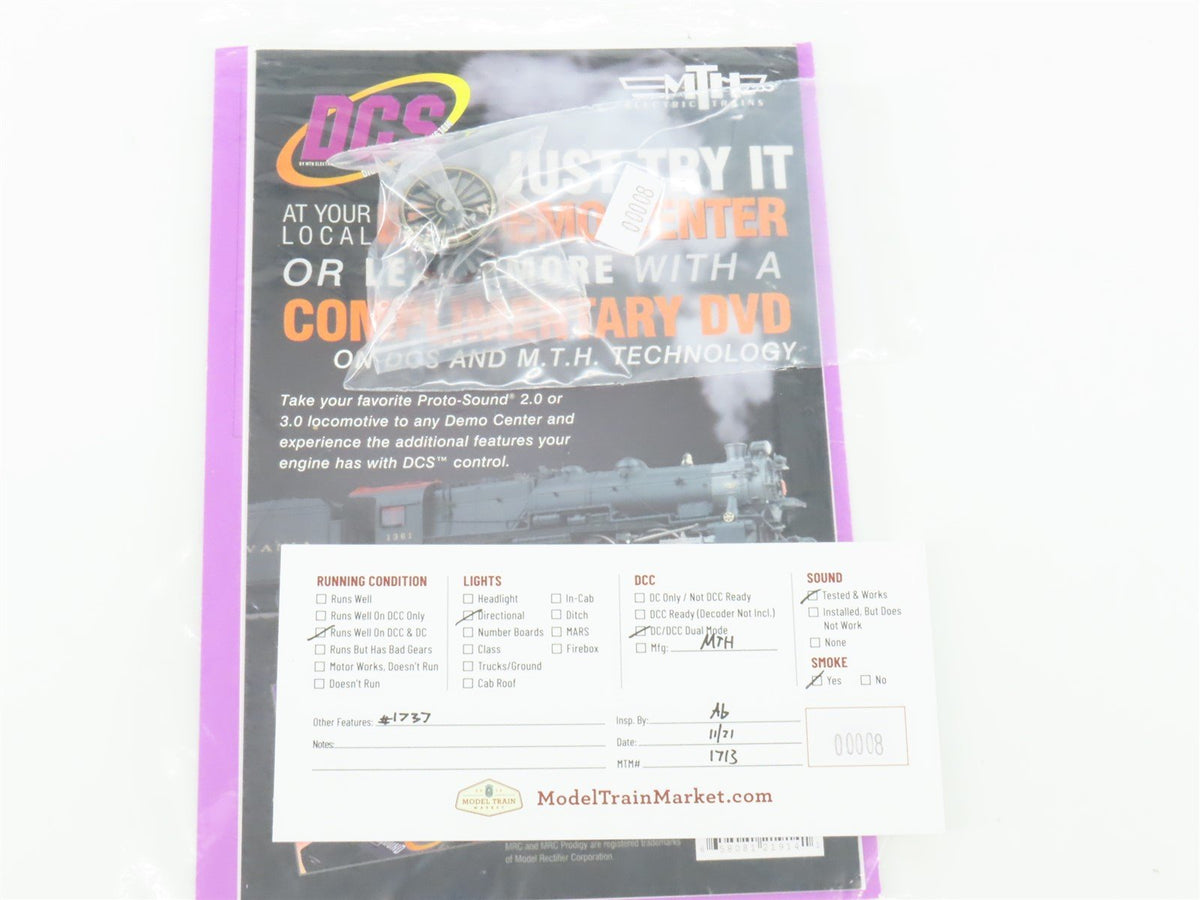 DCS
BY MTH ELECTRIC
MTH
ELECTRIC TRAINS
JUST TRY IT
AT YOUR
LOCAL
ENTER
OR MORE WITH A
COMPLIMENTARY DVD
ON DCS AND M.T.H. TECHNOLOGY
00008
Take your favorite Proto-Sound® 2.0 or
3.0 locomotive to any Demo Center and
experience the additional features your
engine has with DCS™ control.
1361
RUNNING CONDITION
Runs Well
Runs Well On DCC Only
Runs Well On DCC & DC
Runs But Has Bad Gears
Motor Works, Doesn't Run
Doesn't Run
LIGHTS
Headlight
Directional
Number Boards
Class
Trucks/Ground
Cab Roof
In-Cab
Ditch
MARS
Firebox
DCC
DC Only / Not DCC Ready
DCC Ready (Decoder Not Incl.)
DC/DCC Dual Mode
Mfg: MTH
SOUND
Tested & Works
Installed, But Does
Not Work
None
SMOKE
Yes No
Other Features: #1737
Notes:
Insp. By: Ab
Date: 11/21
MTM# 1713
00008
MODEL TRAIN
MARKET
ModelTrainMarket.com
MRC and MRC Prodigy are registered trademarks
of Model Rectifier Corporation.